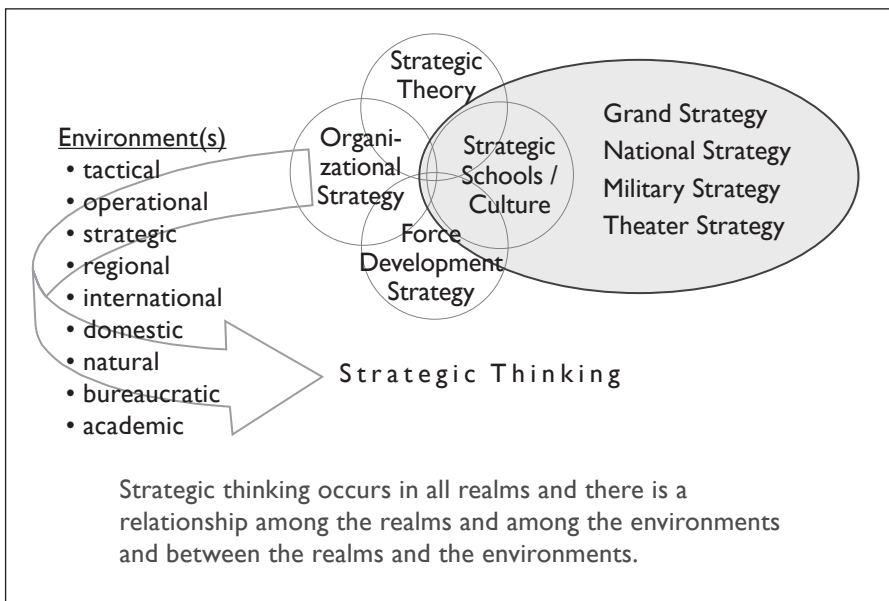 Strategic
Theory
Organi-
zational
Strategy
Strategic
Schools /
Culture
Force
Development
Strategy
Grand Strategy
National Strategy
Military Strategy
Theater Strategy
Environment(s)
• tactical
• operational
• strategic
• regional
• international
• domestic
• natural
• bureaucratic
• academic
Strategic Thinking
Strategic thinking occurs in all realms and there is a
relationship among the realms and among the environments
and between the realms and the environments.